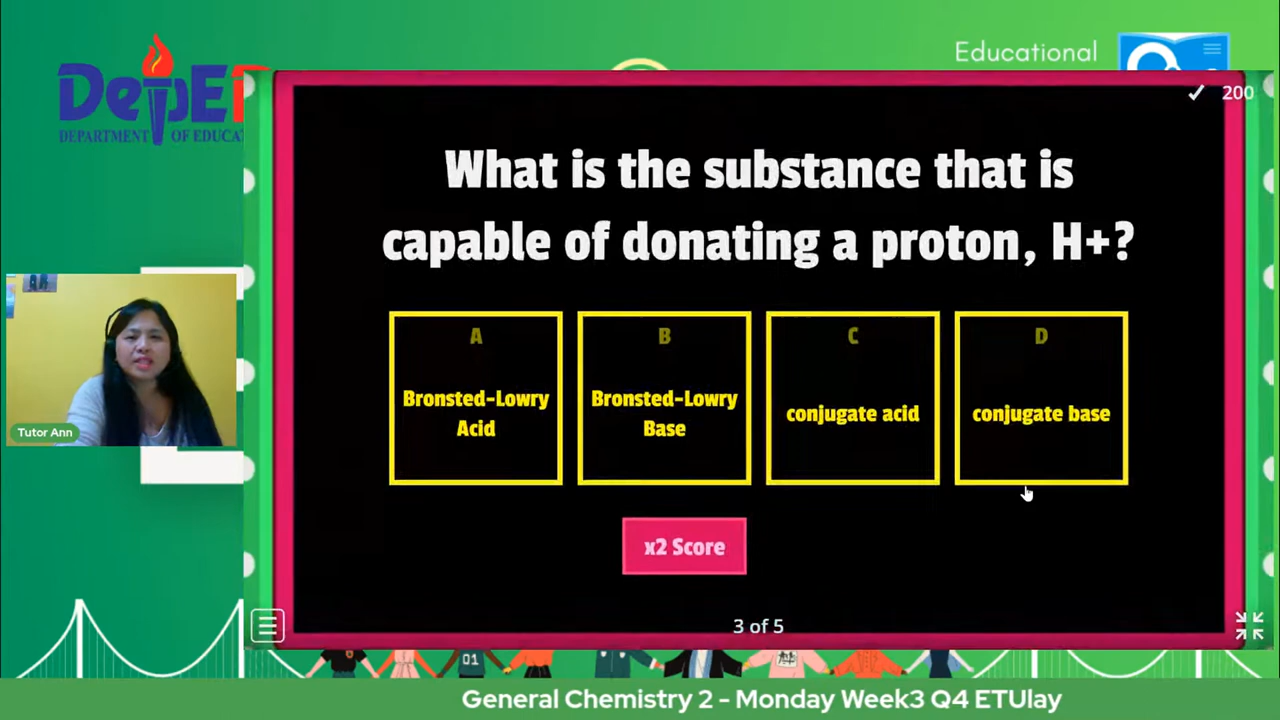 DepE
DEPARTMENT OF EDUCAT
Educational
200
What is the substance that is
capable of donating a proton, H+?
A
Bronsted-Lowry
Acid
B
Bronsted-Lowry
Base
C
conjugate acid
D
conjugate base
x2 Score
3 of 5
Tutor Ann
01
General Chemistry 2 - Monday Week3 Q4 ETUlay